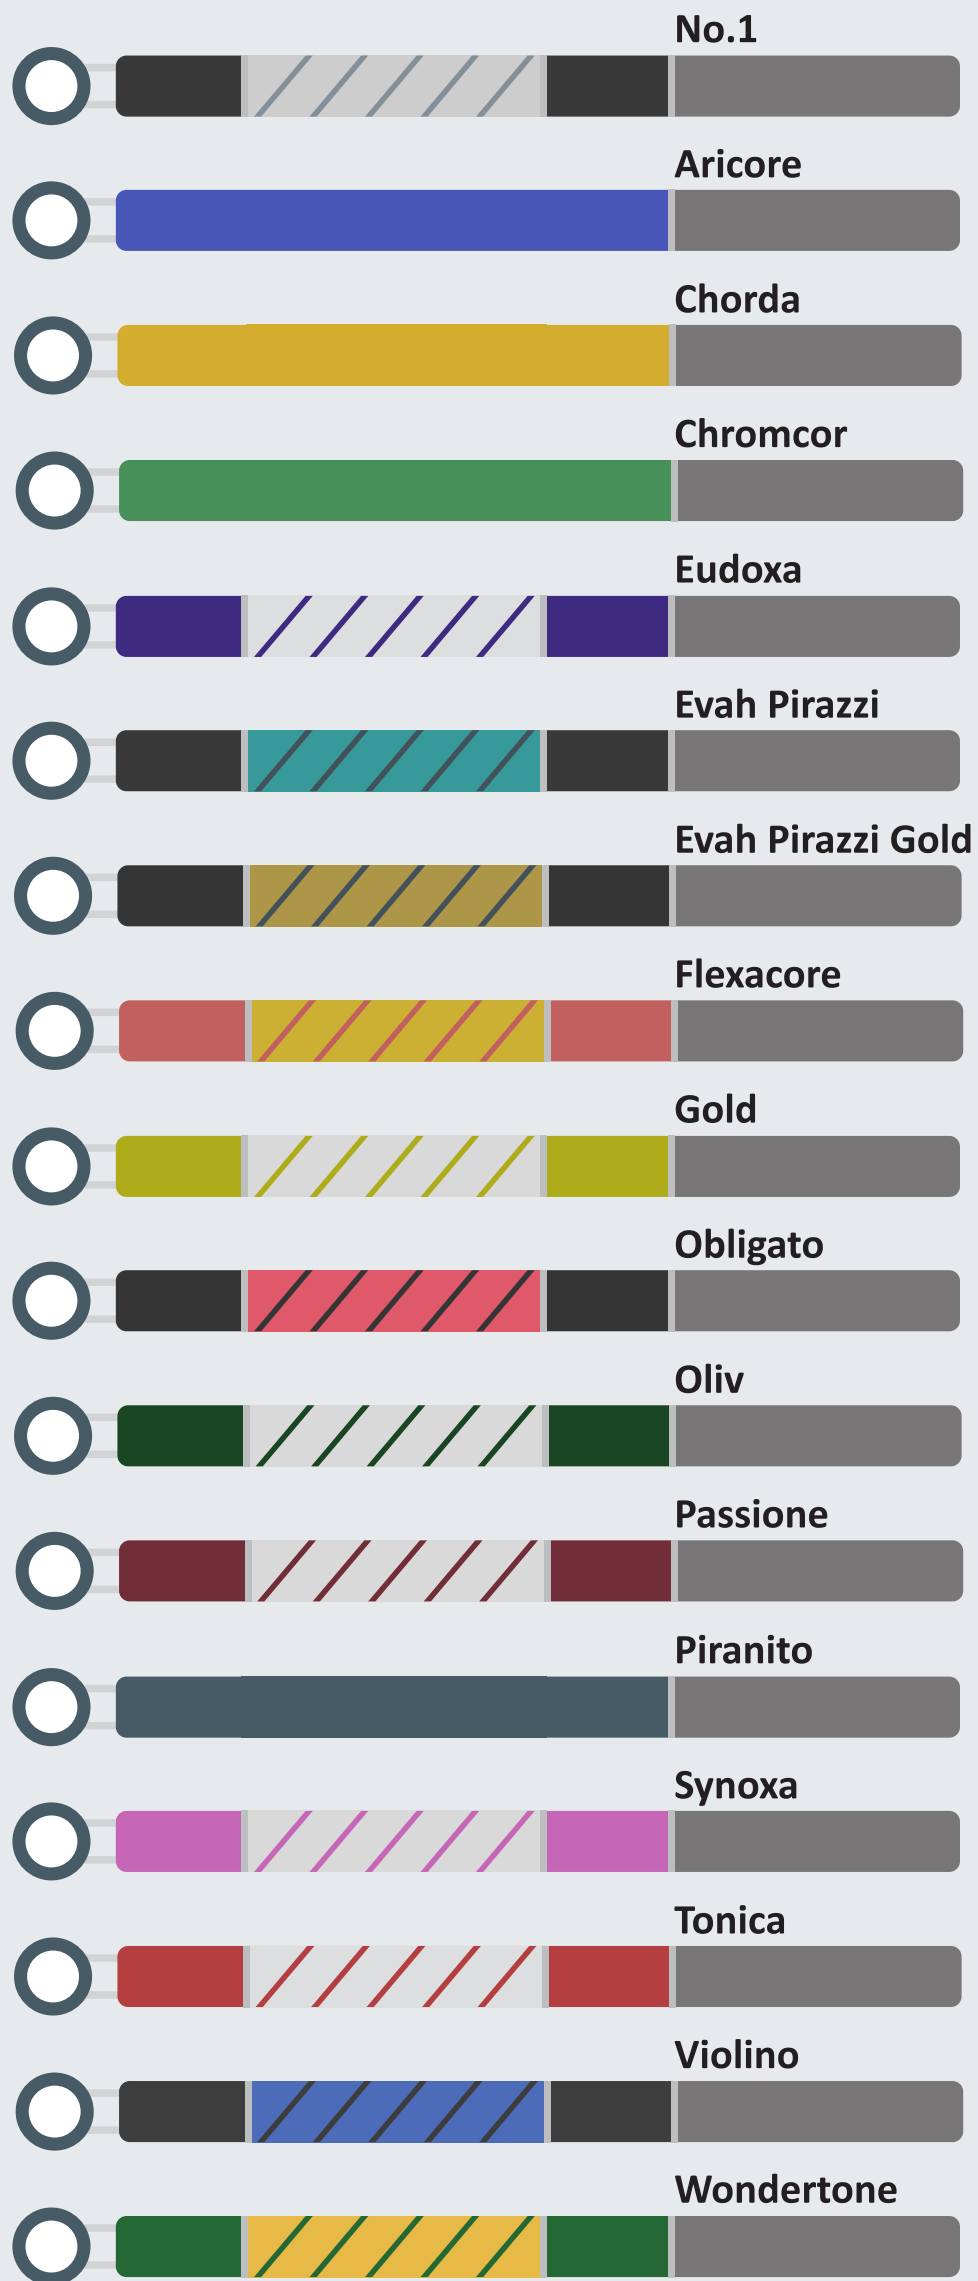 No.1
Aricore
Chorda
Chromcor
Eudoxa
Evah Pirazzi
Evah Pirazzi Gold
Flexacore
Gold
Obligato
Oliv
Passione
Piranito
Synoxa
Tonica
Violino
Wondertone